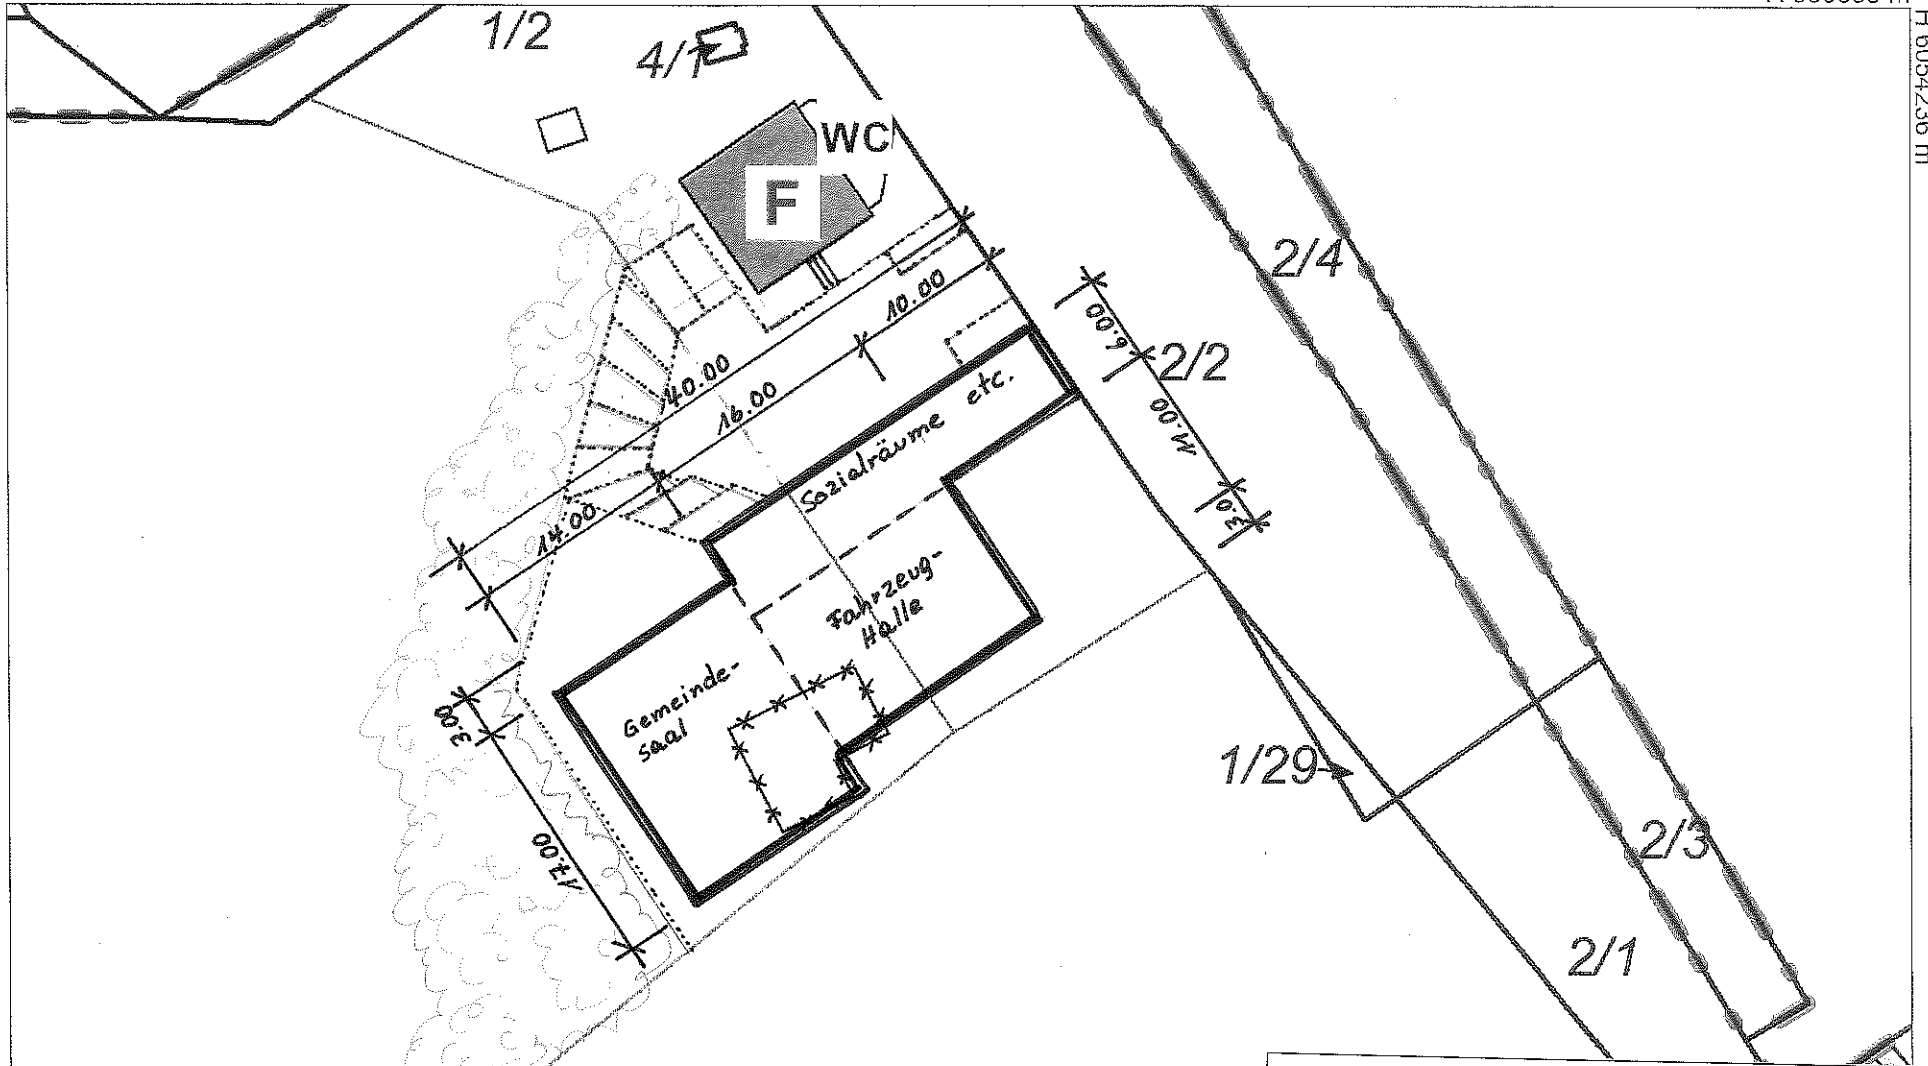 1/2
4/1
WC
F
2/4
10.00
6.00
2/2
40.00
16.00
11.00
Sozialräume etc.
14.00
3.0
Fahrzeug-
Halle
Gemeinde-
saal
3.00
1/29
17.00
2/3
2/1